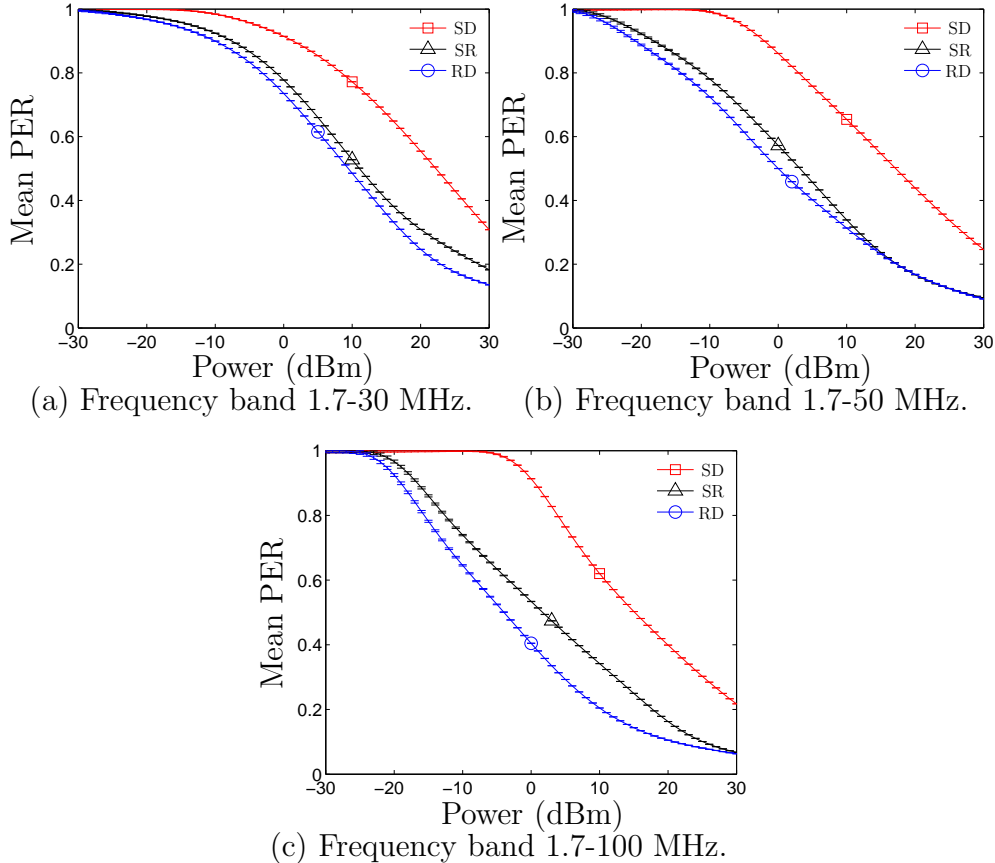 1
0.8
0.6
0.4
0.2
0
Mean PER
−30 −20 −10 0 10 20 30
Power (dBm)
SD
SR
RD
(a) Frequency band 1.7-30 MHz.
1
0.8
0.6
0.4
0.2
0
Mean PER
−30 −20 −10 0 10 20 30
Power (dBm)
SD
SR
RD
(b) Frequency band 1.7-50 MHz.
1
0.8
0.6
0.4
0.2
0
Mean PER
−30 −20 −10 0 10 20 30
Power (dBm)
SD
SR
RD
(c) Frequency band 1.7-100 MHz.